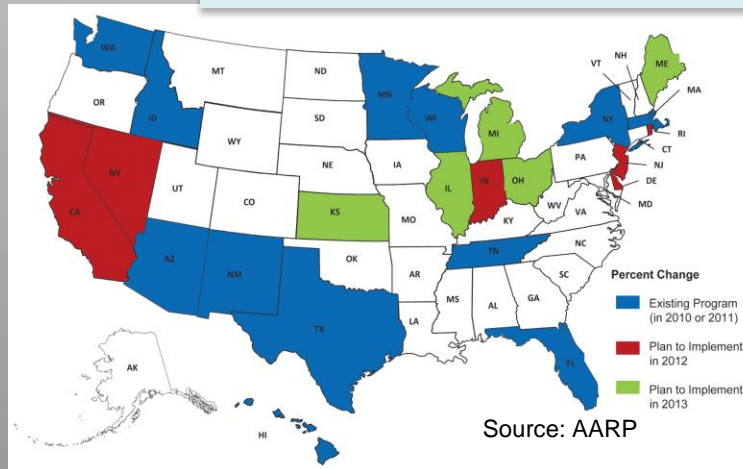 WA
MT
ND
MN
VT
NH
ME
OR
ID
SD
WI
MI
NY
MA
WY
RI
CT
NV
NE
IA
PA
NJ
UT
IL
IN
OH
DE
CA
CO
WV
MD
KS
MO
KY
VA
AZ
NM
OK
TN
NC
AR
SC
TX
MS
AL
GA
LA
AK
FL
HI
Percent Change
Existing Program
(in 2010 or 2011)
Plan to Implement
in 2012
Plan to Implement
in 2013
Source: AARP